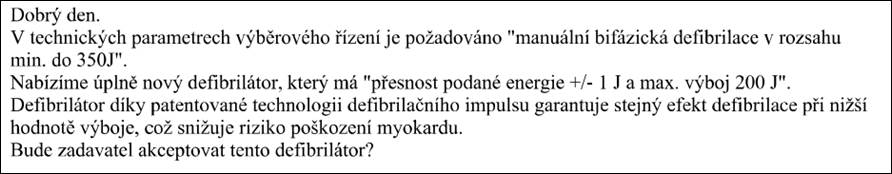 Dobrý den.
V technických parametrech výběrového řízení je požadováno "manuální bifázická defibrilace v rozsahu
min. do 350J".
Nabízíme úplně nový defibrilátor, který má "přesnost podané energie +/- 1 J a max. výboj 200 J".
Defibrilátor díky patentované technologii defibrilačního impulsu garantuje stejný efekt defibrilace při nižší
hodnotě výboje, což snižuje riziko poškození myokardu.
Bude zadavatel akceptovat tento defibrilátor?